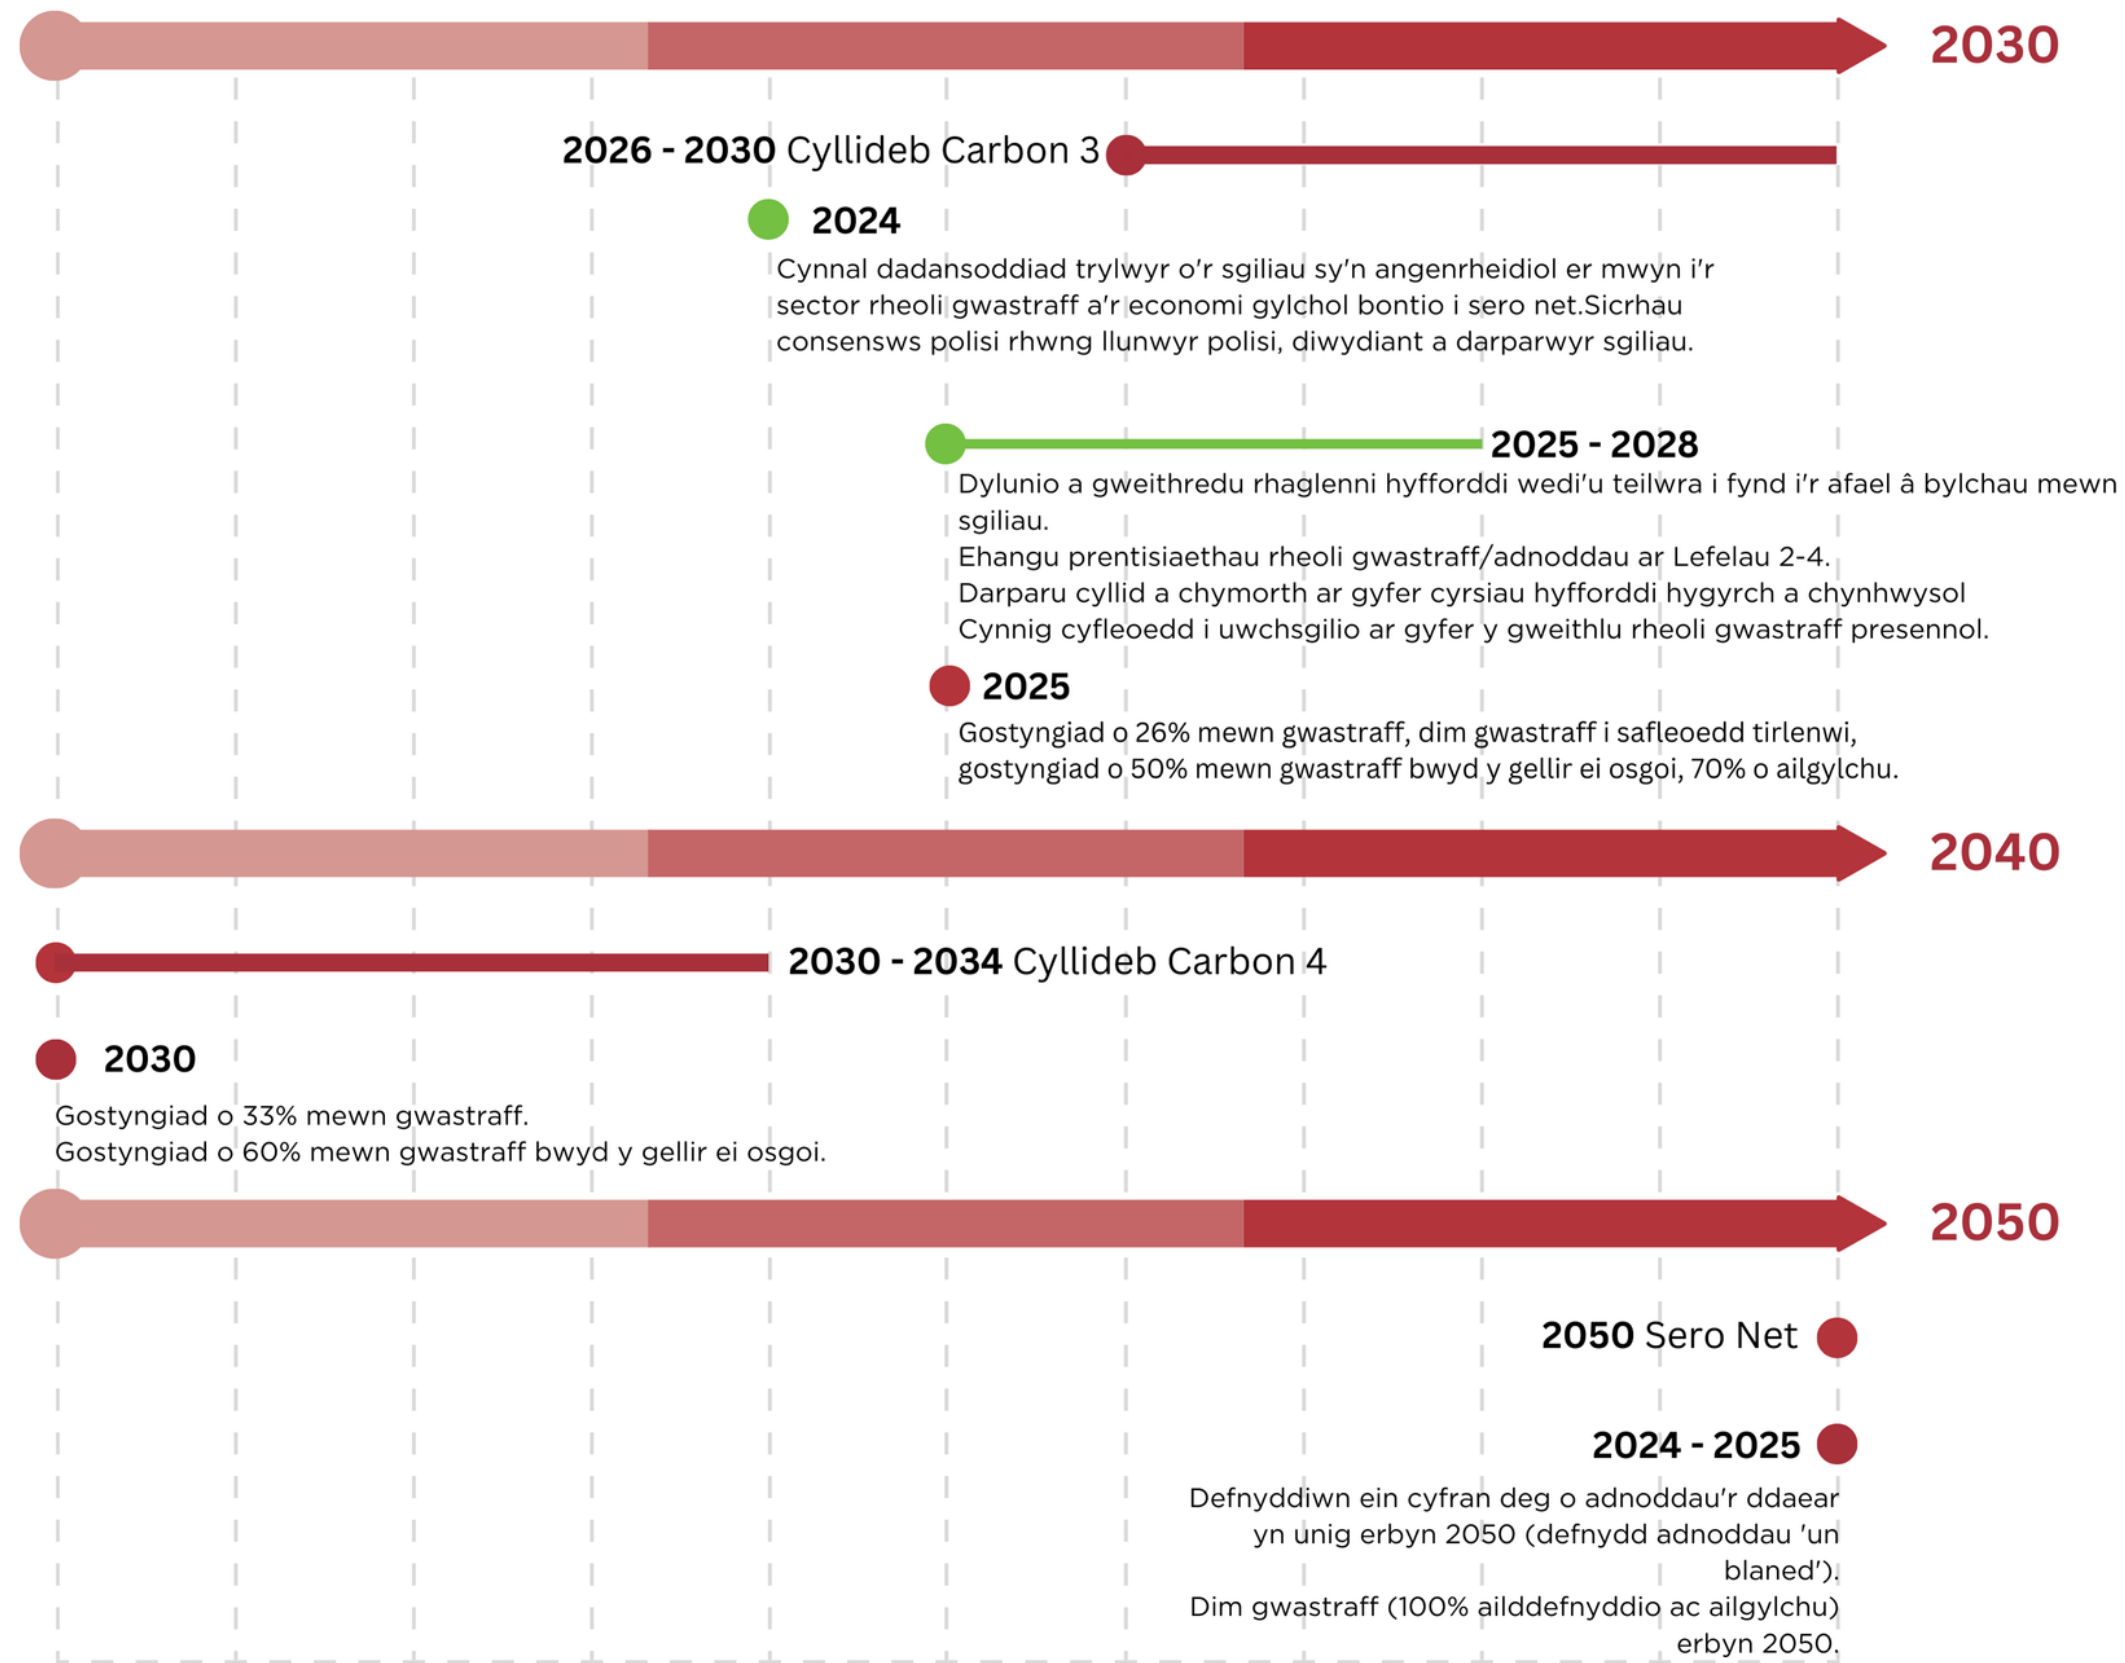 2030
2026 - 2030 Cyllideb Carbon 3
2024
Cynnal dadansoddiad trylwyr o'r sgiliau sy'n angenrheidiol er mwyn i'r
sector rheoli gwastraff a'r economi gylchol bontio i sero net.Sicrhau
consensws polisi rhwng llunwyr polisi, diwydiant a darparwyr sgiliau.
2025 - 2028
Dylunio a gweithredu rhaglenni hyfforddi wedi'u teilwra i fynd i'r afael â bylchau mewn
sgiliau.
Ehangu prentisiaethau rheoli gwastraff/adnoddau ar Lefelau 2-4.
Darparu cyllid a chymorth ar gyfer cyrsiau hyfforddi hygyrch a chynhwysol
Cynnig cyfleoedd i uwchsgilio ar gyfer y gweithlu rheoli gwastraff presennol.
2025
Gostyngiad o 26% mewn gwastraff, dim gwastraff i safleoedd tirlenwi,
gostyngiad o 50% mewn gwastraff bwyd y gellir ei osgoi, 70% o ailgylchu.
2040
2030 - 2034 Cyllideb Carbon 4
2030
Gostyngiad o 33% mewn gwastraff.
Gostyngiad o 60% mewn gwastraff bwyd y gellir ei osgoi.
2050
2050 Sero Net
2024 - 2025
Defnyddiwn ein cyfran deg o adnoddau'r ddaear
yn unig erbyn 2050 (defnydd adnoddau 'un
blaned').
Dim gwastraff (100% ailddefnyddio ac ailgylchu)
erbyn 2050.